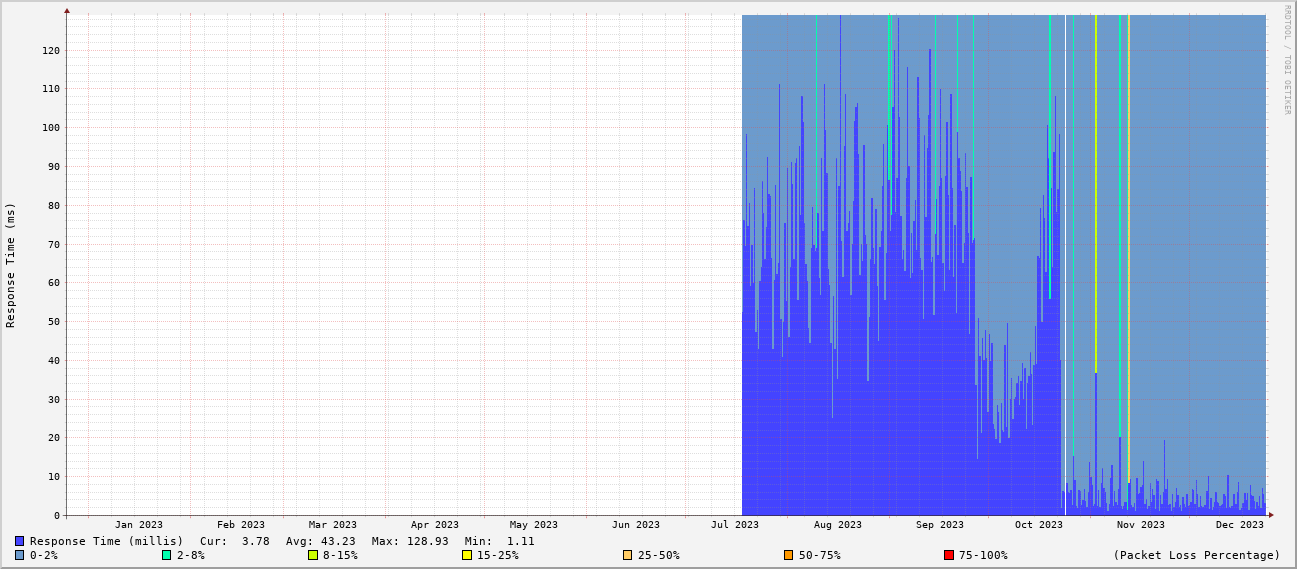 RRDTOOL / TOBI OETIKER
Response Time (ms)
120
110
100
90
80
70
60
50
40
30
20
10
0
Jan 2023 Feb 2023 Mar 2023 Apr 2023 May 2023 Jun 2023 Jul 2023 Aug 2023 Sep 2023 Oct 2023 Nov 2023 Dec 2023
Response Time (millis) Cur: 3.78 Avg: 43.23 Max: 128.93 Min: 1.11
0-2% 2-8% 8-15% 15-25% 25-50% 50-75% 75-100% (Packet Loss Percentage)